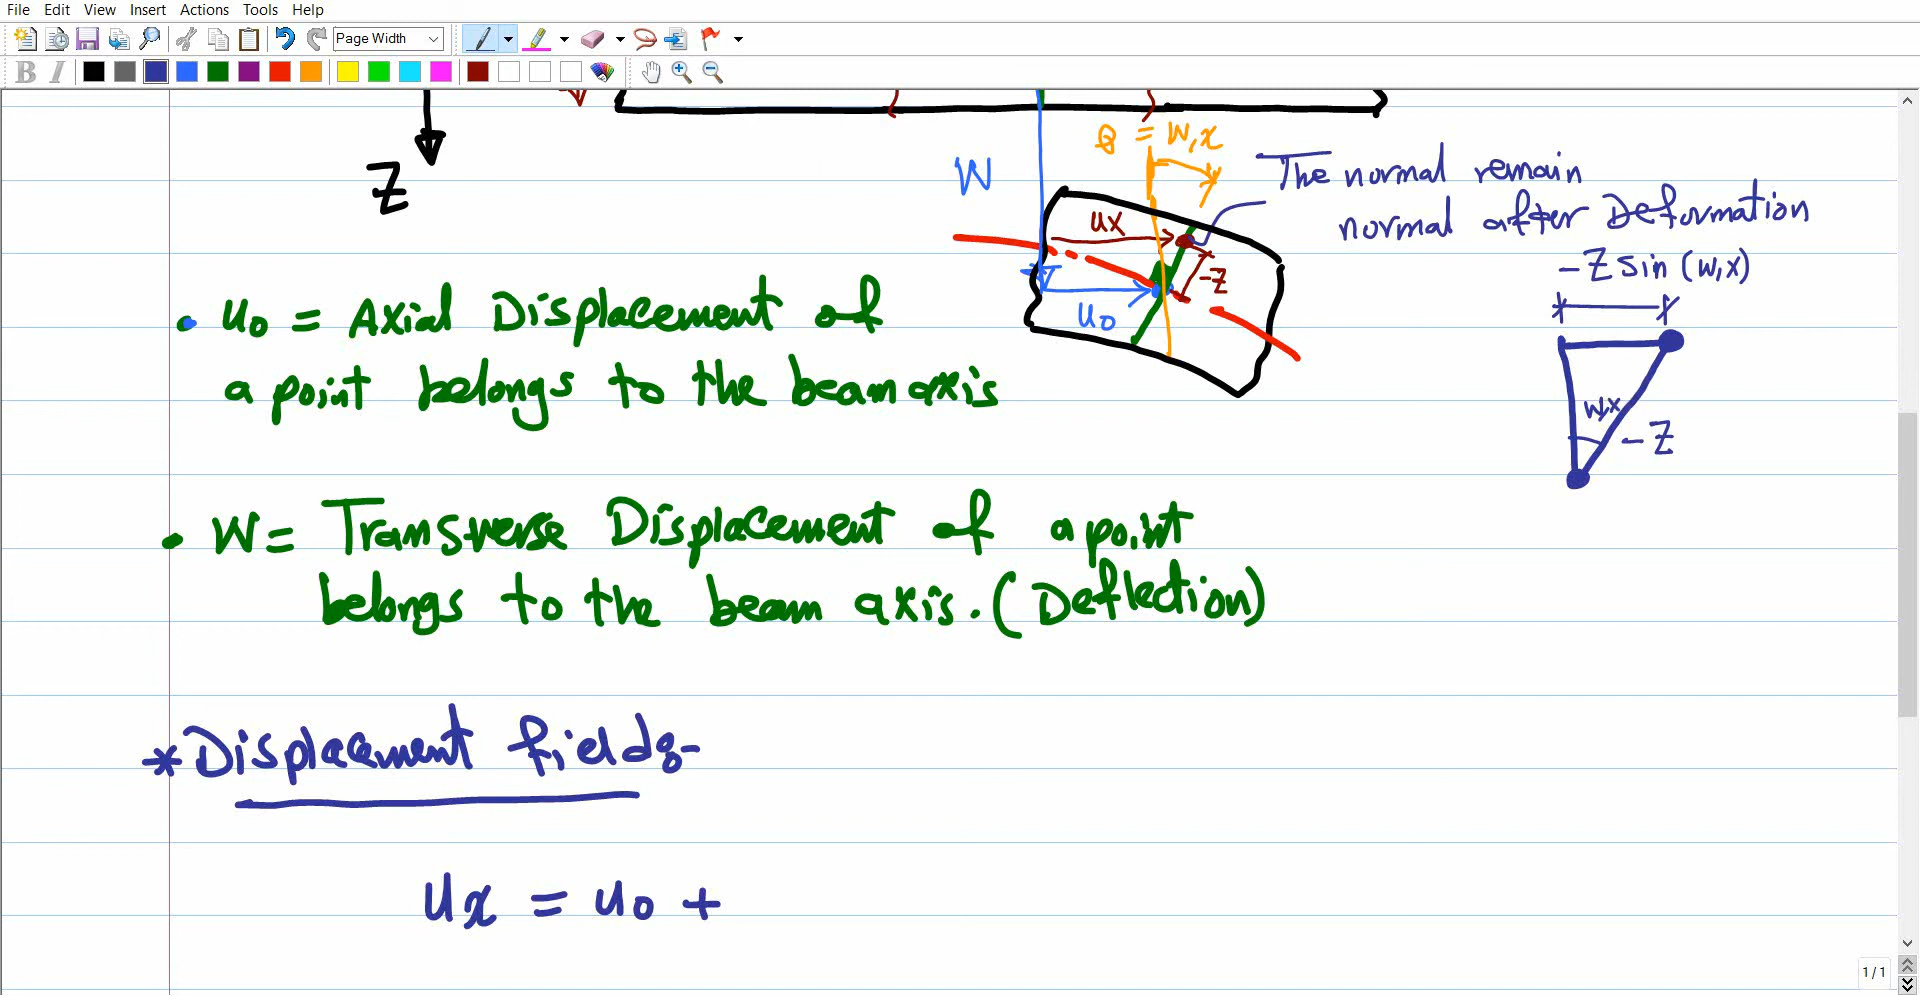 File Edit View Insert Actions Tools Help
Page Width
B I
Z
W
θ = w,x
The normal remain
normal after Deformation
ux
-Z
u0
-Z sin (w,x)
w,x
-Z
• u0 = Axial Displacement of
a point belongs to the beam axis
• W = Transverse Displacement of a point
belongs to the beam axis. (Deflection)
* Displacement field:-
ux = u0 +
1/1